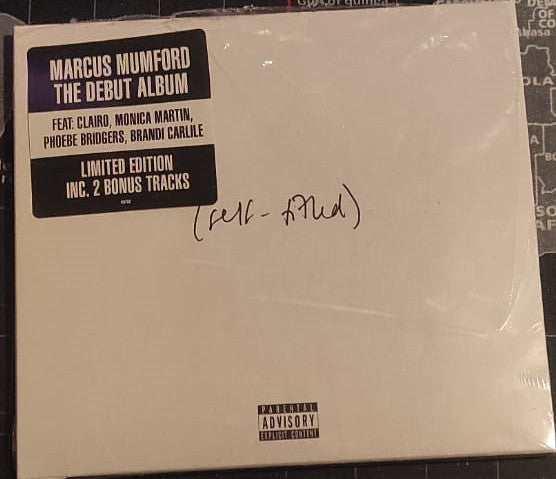 MARCUS MUMFORD
THE DEBUT ALBUM
FEAT: CLAIRO, MONICA MARTIN,
PHOEBE BRIDGERS, BRANDI CARLILE
LIMITED EDITION
INC. 2 BONUS TRACKS
(self-titled)
PARENTAL
ADVISORY
EXPLICIT CONTENT